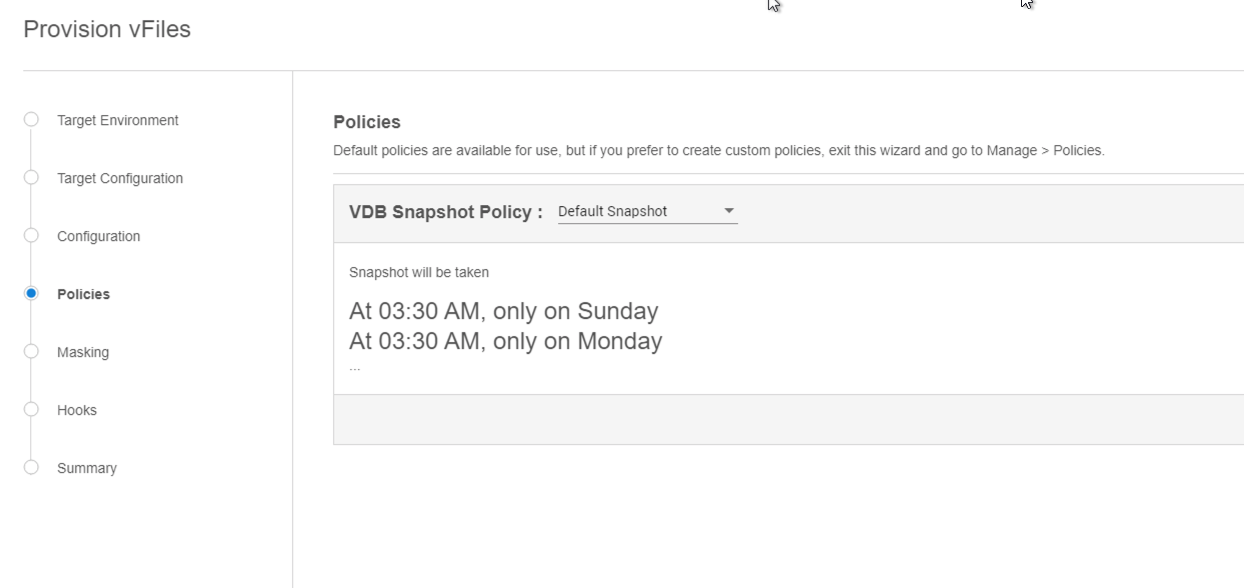 Provision vFiles
Target Environment
Target Configuration
Configuration
Policies
Masking
Hooks
Summary
Policies
Default policies are available for use, but if you prefer to create custom policies, exit this wizard and go to Manage > Policies.
VDB Snapshot Policy : Default Snapshot
Snapshot will be taken
At 03:30 AM, only on Sunday
At 03:30 AM, only on Monday
...